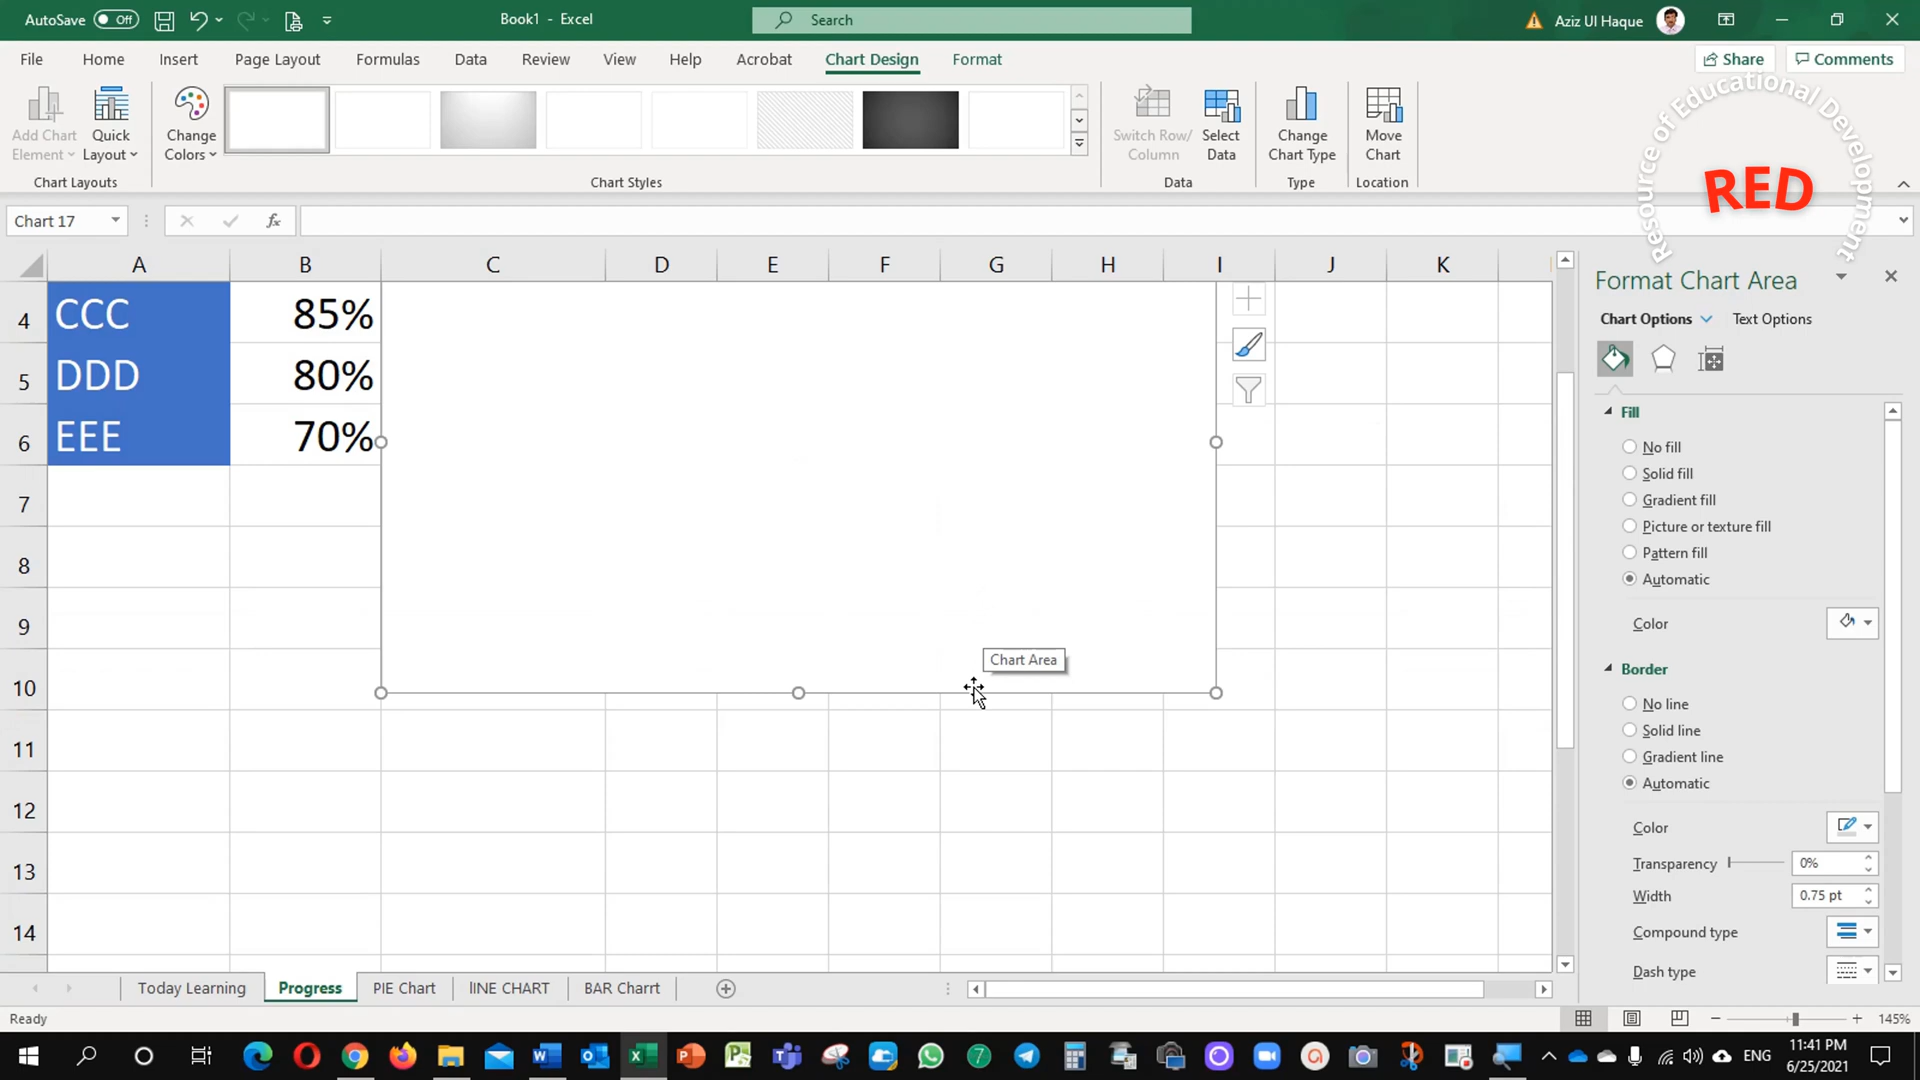 AutoSave Off
Book1 - Excel
Search
Aziz Ul Haque
File Home Insert Page Layout Formulas Data Review View Help Acrobat Chart Design Format
Share Comments
Add Chart Element
Quick Layout
Change Colors
Switch Row/ Column
Select Data
Change Chart Type
Move Chart
Chart Layouts
Chart Styles
Data
Type
Location
Resource of Educational Development
RED
Chart 17
fx
A B C D E F G H I J K
4 CCC 85%
5 DDD 80%
6 EEE 70%
7
8
9
10
11
12
13
14
Chart Area
Format Chart Area
Chart Options Text Options
Fill
No fill
Solid fill
Gradient fill
Picture or texture fill
Pattern fill
Automatic
Color
Border
No line
Solid line
Gradient line
Automatic
Color
Transparency 0%
Width 0.75 pt
Compound type
Dash type
Today Learning Progress PIE Chart lINE CHART BAR Charrt
Ready
145%
ENG
11:41 PM
6/25/2021